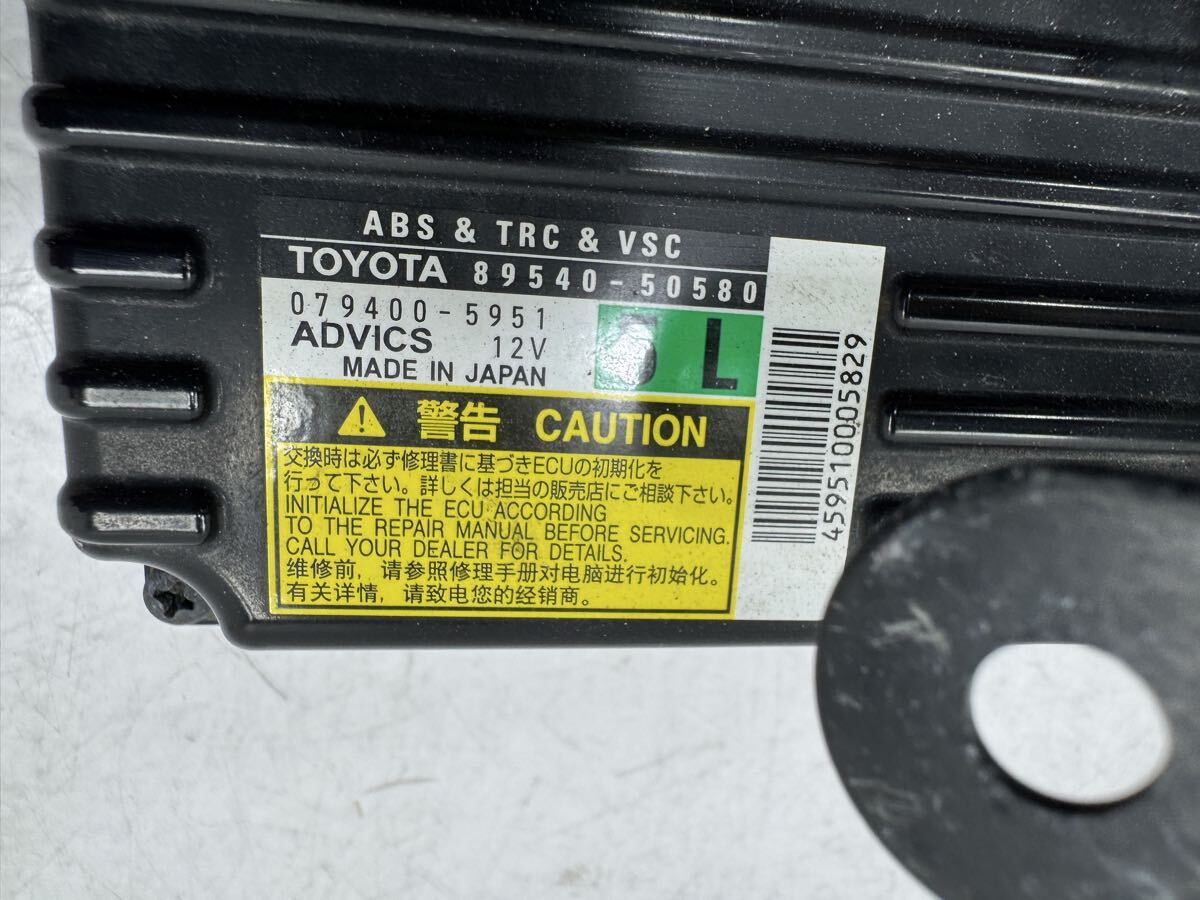 ABS & TRC & VSC
TOYOTA 89540-50580
079400-5951
ADVICS 12V
MADE IN JAPAN
L
459510005829
警告 CAUTION
交換時は必ず修理書に基づきECUの初期化を
行って下さい。詳しくは担当の販売店にご相談下さい。
INITIALIZE THE ECU ACCORDING
TO THE REPAIR MANUAL BEFORE SERVICING.
CALL YOUR DEALER FOR DETAILS.
维修前，请参照修理手册对电脑进行初始化。
有关详情，请致电您的经销商。